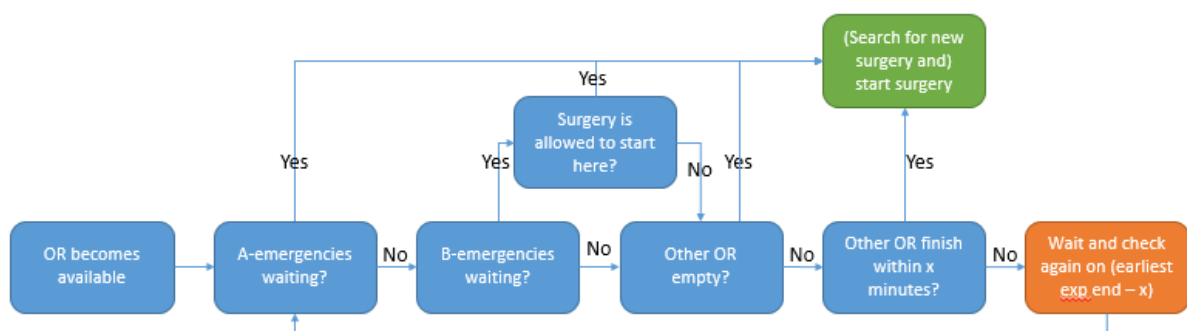 (Search for new
surgery and)
start surgery
Yes
Surgery is
allowed to start
here?
Yes
Yes
No
Yes
Yes
OR becomes
available
A-emergencies
waiting?
No
B-emergencies
waiting?
No
Other OR
empty?
No
Other OR finish
within x
minutes?
No
Wait and check
again on (earliest
exp end – x)